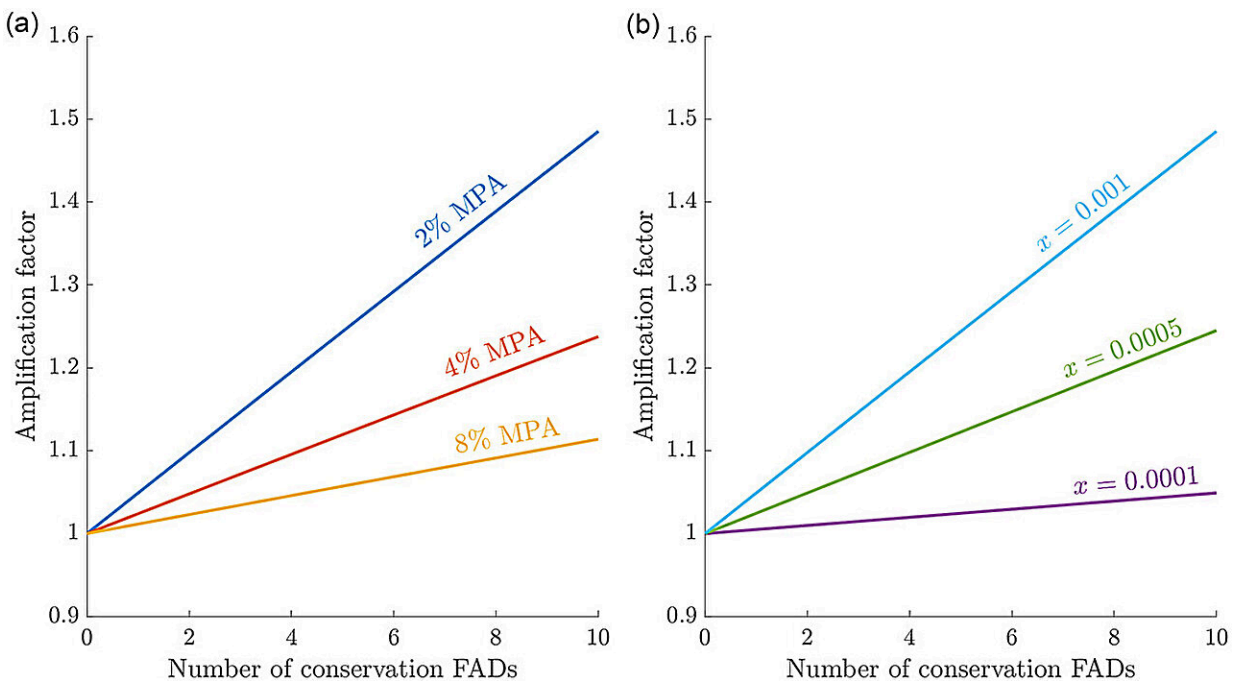 (a)
1.6
1.5
1.4
1.3
1.2
1.1
1
0.9
Amplification factor
2% MPA
4% MPA
8% MPA
0 2 4 6 8 10
Number of conservation FADs
(b)
1.6
1.5
1.4
1.3
1.2
1.1
1
0.9
Amplification factor
x = 0.001
x = 0.0005
x = 0.0001
0 2 4 6 8 10
Number of conservation FADs